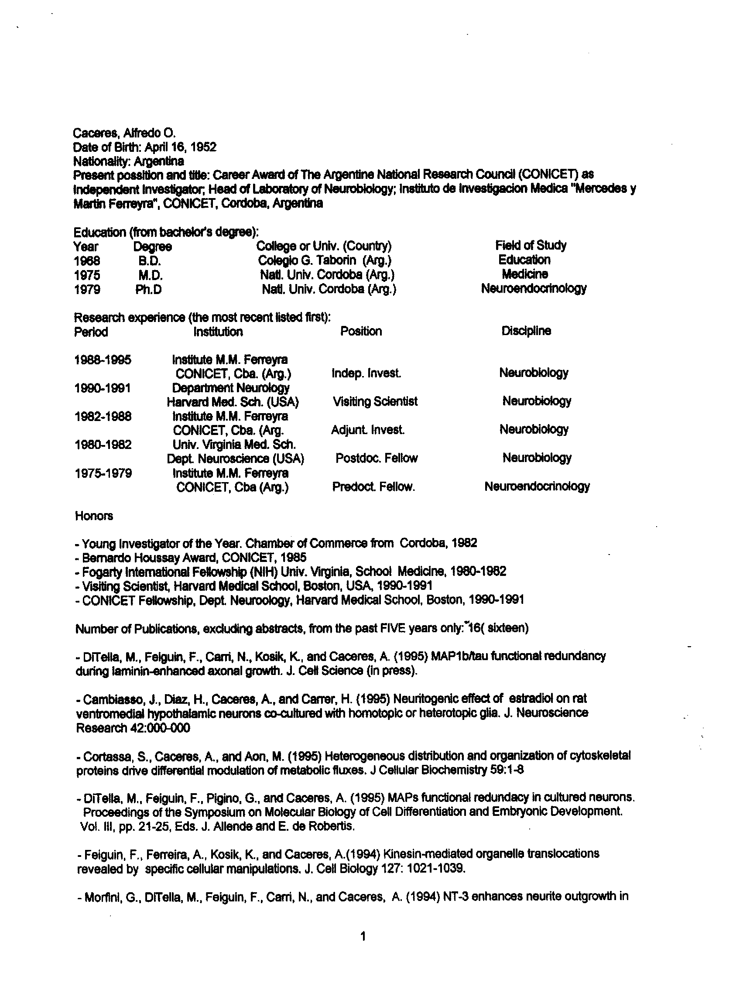 Caceres, Alfredo O.
Date of Birth: April 16, 1952
Nationality: Argentina
Present possition and title: Career Award of The Argentine National Research Council (CONICET) as
Independent Investigator; Head of Laboratory of Neurobiology; Instituto de Investigacion Medica "Mercedes y
Martin Ferreyra", CONICET, Cordoba, Argentina
Education (from bachelor's degree):
Year Degree College or Univ. (Country) Field of Study
1968 B.D. Colegio G. Taborin (Arg.) Education
1975 M.D. Natl. Univ. Cordoba (Arg.) Medicine
1979 Ph.D Natl. Univ. Cordoba (Arg.) Neuroendocrinology
Research experience (the most recent listed first):
Period Institution Position Discipline
1988-1995 Institute M.M. Ferreyra
CONICET, Cba. (Arg.) Indep. Invest. Neurobiology
1990-1991 Department Neurology
Harvard Med. Sch. (USA) Visiting Scientist Neurobiology
1982-1988 Institute M.M. Ferreyra
CONICET, Cba. (Arg. Adjunt. Invest. Neurobiology
1980-1982 Univ. Virginia Med. Sch.
Dept. Neuroscience (USA) Postdoc. Fellow Neurobiology
1975-1979 Institute M.M. Ferreyra
CONICET, Cba (Arg.) Predoct. Fellow. Neuroendocrinology
Honors
- Young Investigator of the Year. Chamber of Commerce from Cordoba, 1982
- Bernardo Houssay Award, CONICET, 1985
- Fogarty International Fellowship (NIH) Univ. Virginia, School Medicine, 1980-1982
- Visiting Scientist, Harvard Medical School, Boston, USA, 1990-1991
- CONICET Fellowship, Dept. Neuroology, Harvard Medical School, Boston, 1990-1991
Number of Publications, excluding abstracts, from the past FIVE years only: 16( sixteen)
- DiTella, M., Feiguin, F., Carri, N., Kosik, K., and Caceres, A. (1995) MAP1b/tau functional redundancy
during laminin-enhanced axonal growth. J. Cell Science (in press).
- Cambiasso, J., Diaz, H., Caceres, A., and Carrer, H. (1995) Neuritogenic effect of estradiol on rat
ventromedial hypothalamic neurons co-cultured with homotopic or heterotopic glia. J. Neuroscience
Research 42:000-000
- Cortassa, S., Caceres, A., and Aon, M. (1995) Heterogeneous distribution and organization of cytoskeletal
proteins drive differential modulation of metabolic fluxes. J Cellular Biochemistry 59:1-8
- DiTella, M., Feiguin, F., Pigino, G., and Caceres, A. (1995) MAPs functional redundacy in cultured neurons.
Proceedings of the Symposium on Molecular Biology of Cell Differentiation and Embryonic Development.
Vol. III, pp. 21-25, Eds. J. Allende and E. de Robertis.
- Feiguin, F., Ferreira, A., Kosik, K., and Caceres, A.(1994) Kinesin-mediated organelle translocations
revealed by specific cellular manipulations. J. Cell Biology 127: 1021-1039.
- Morfini, G., DiTella, M., Feiguin, F., Carri, N., and Caceres, A. (1994) NT-3 enhances neurite outgrowth in
1